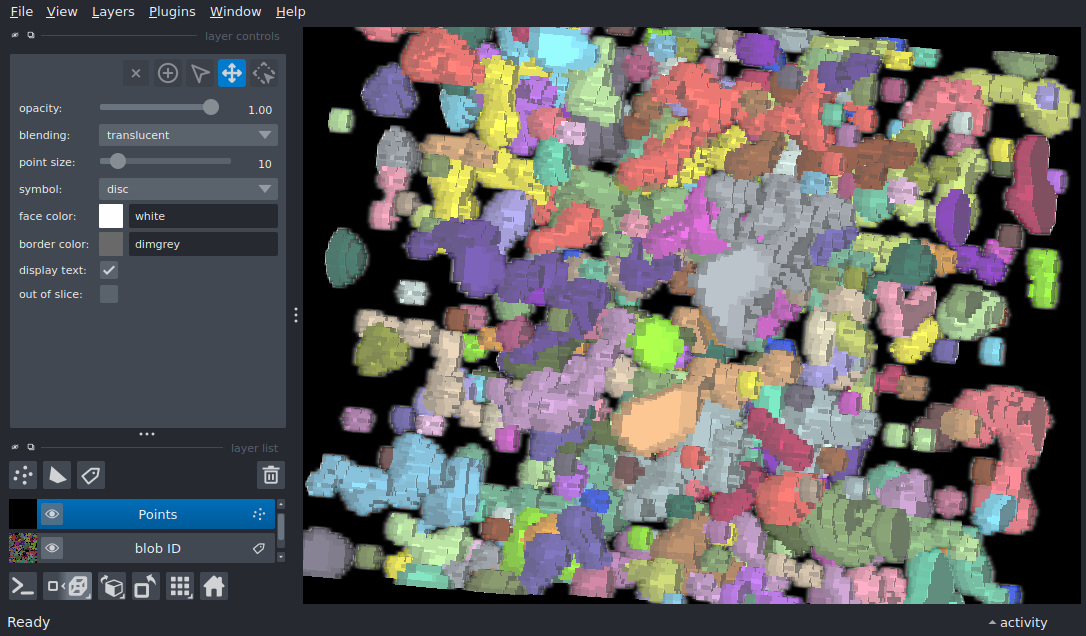 File View Layers Plugins Window Help
layer controls
opacity: 1.00
blending: translucent
point size: 10
symbol: disc
face color: white
border color: dimgrey
display text:
out of slice:
layer list
Points
blob ID
Ready
activity